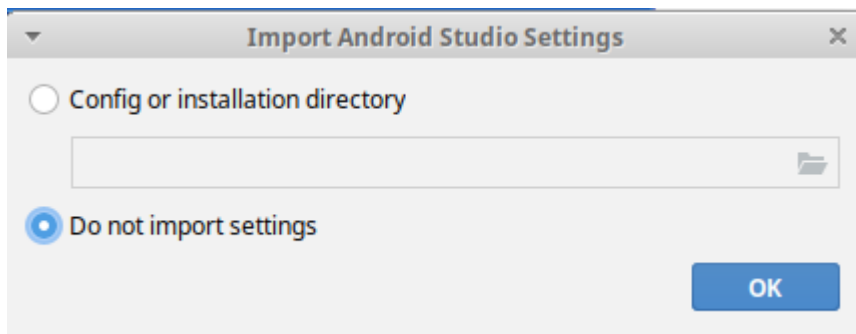 Import Android Studio Settings
Config or installation directory
Do not import settings
OK